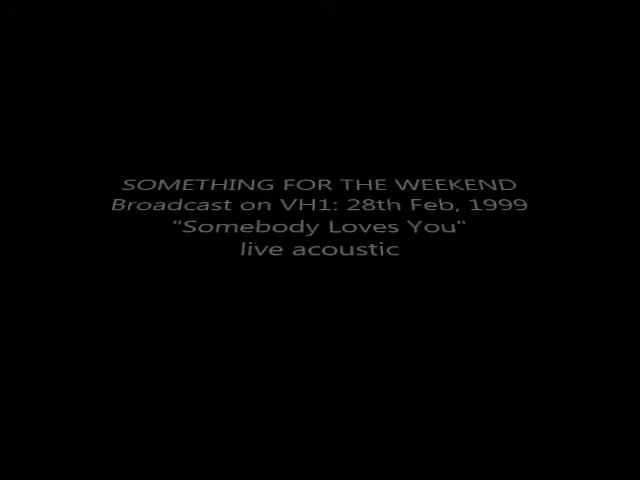 SOMETHING FOR THE WEEKEND
Broadcast on VH1: 28th Feb, 1999
"Somebody Loves You"
live acoustic